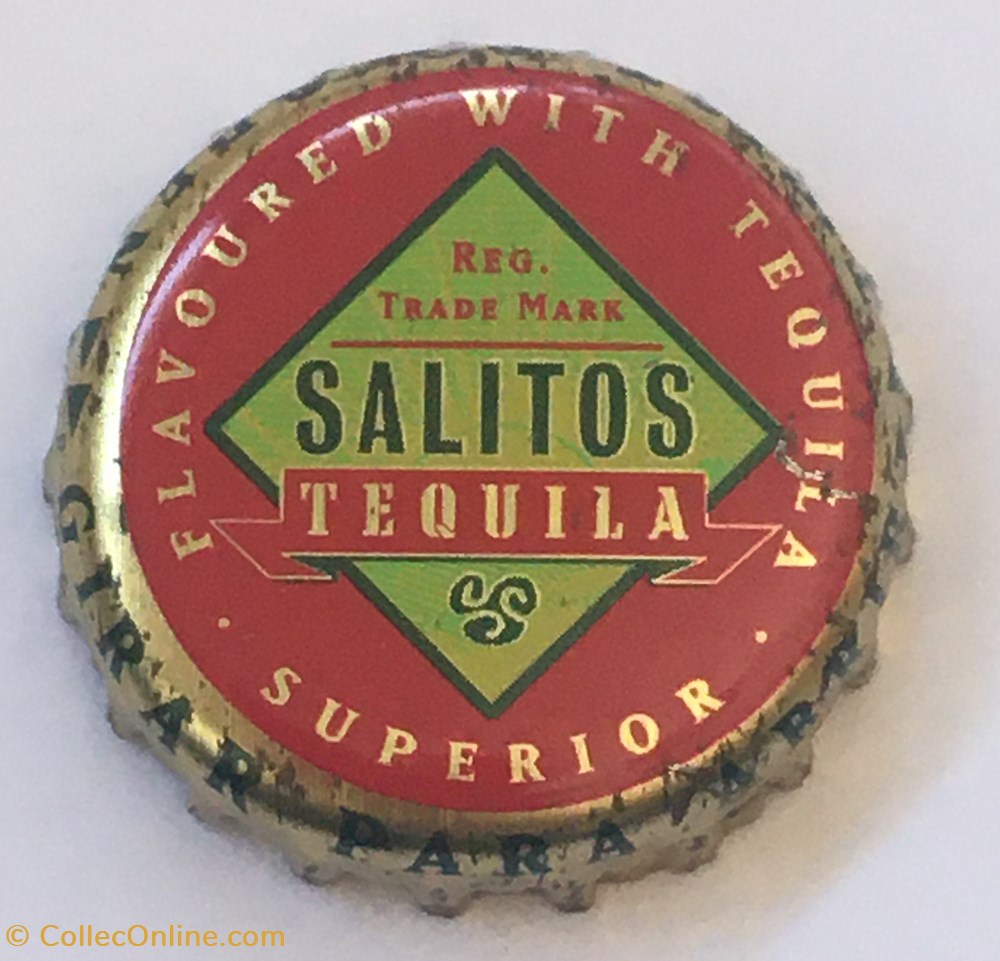 FLAVOURED WITH TEQUILA
REG.
TRADE MARK
SALITOS
TEQUILA
· SUPERIOR ·
GIRAR PARA
© CollecOnline.com